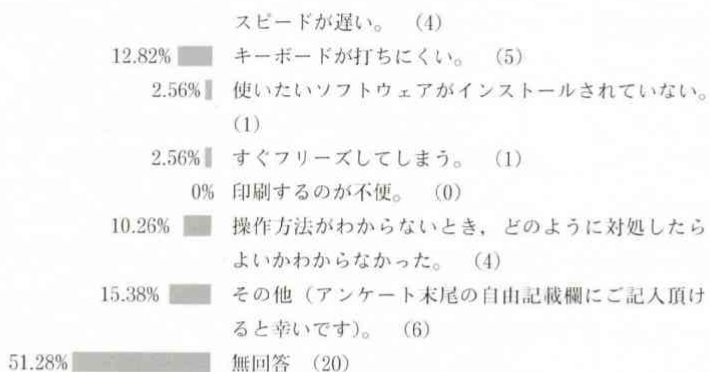 スピードが遅い。 (4)
12.82% キーボードが打ちにくい。 (5)
2.56% 使いたいソフトウェアがインストールされていない。
(1)
2.56% すぐフリーズしてしまう。 (1)
0% 印刷するのが不便。 (0)
10.26% 操作方法がわからないとき，どのように対処したら
よいかわからなかった。 (4)
15.38% その他（アンケート末尾の自由記載欄にご記入頂け
ると幸いです）。 (6)
51.28% 無回答 (20)